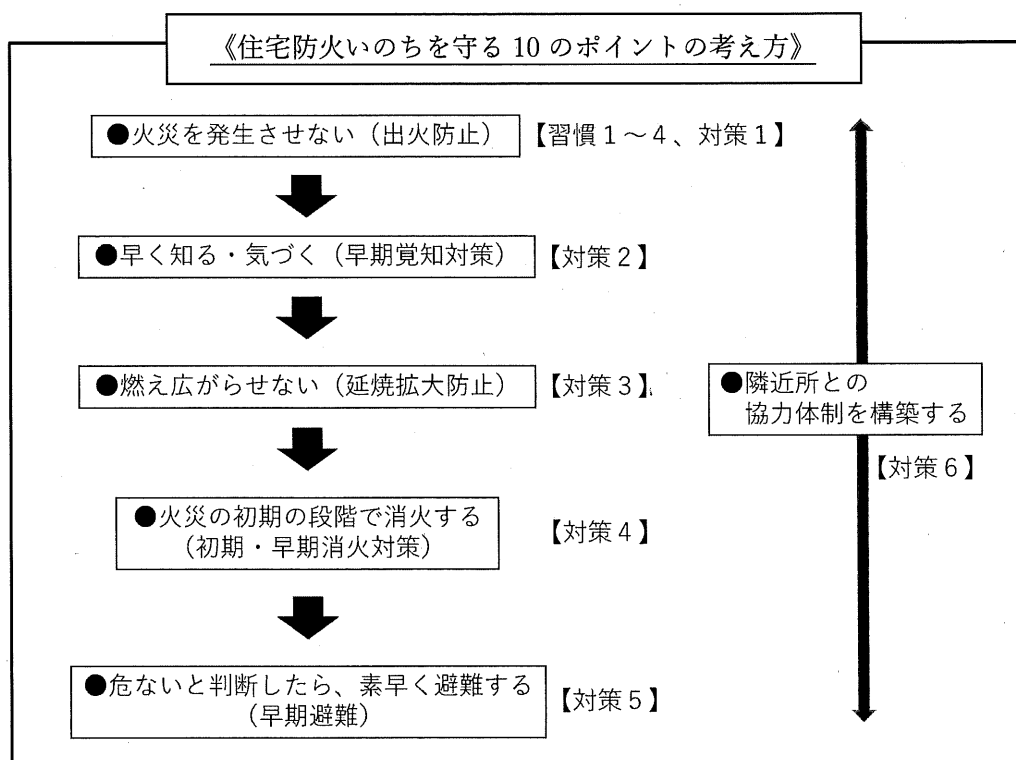 《住宅防火いのちを守る 10 のポイントの考え方》
●火災を発生させない（出火防止）
【習慣１～４、対策１】
●早く知る・気づく（早期覚知対策）
【対策２】
●燃え広がらせない（延焼拡大防止）
【対策３】
●火災の初期の段階で消火する
（初期・早期消火対策）
【対策４】
●危ないと判断したら、素早く避難する
（早期避難）
【対策５】
●隣近所との
協力体制を構築する
【対策６】